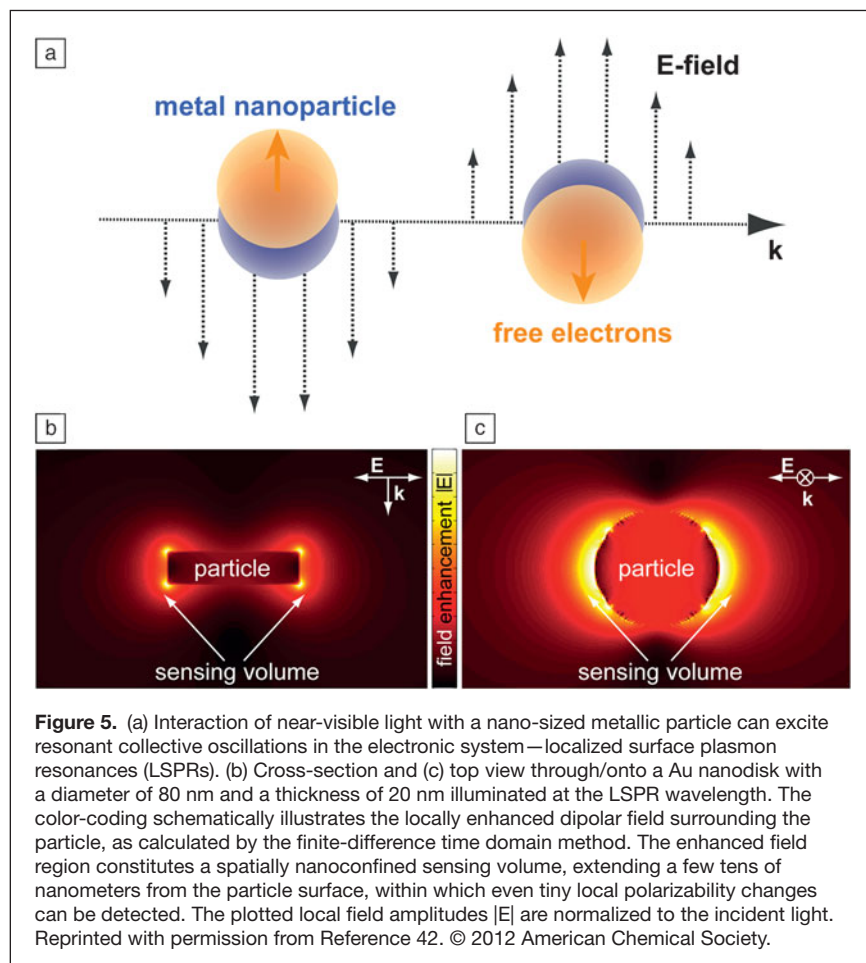 a
E-field
metal nanoparticle
k
free electrons
b
E
k
particle
sensing volume
field enhancement |E|
c
E
k
particle
sensing volume
Figure 5. (a) Interaction of near-visible light with a nano-sized metallic particle can excite
resonant collective oscillations in the electronic system—localized surface plasmon
resonances (LSPRs). (b) Cross-section and (c) top view through/onto a Au nanodisk with
a diameter of 80 nm and a thickness of 20 nm illuminated at the LSPR wavelength. The
color-coding schematically illustrates the locally enhanced dipolar field surrounding the
particle, as calculated by the finite-difference time domain method. The enhanced field
region constitutes a spatially nanoconfined sensing volume, extending a few tens of
nanometers from the particle surface, within which even tiny local polarizability changes
can be detected. The plotted local field amplitudes |E| are normalized to the incident light.
Reprinted with permission from Reference 42. © 2012 American Chemical Society.